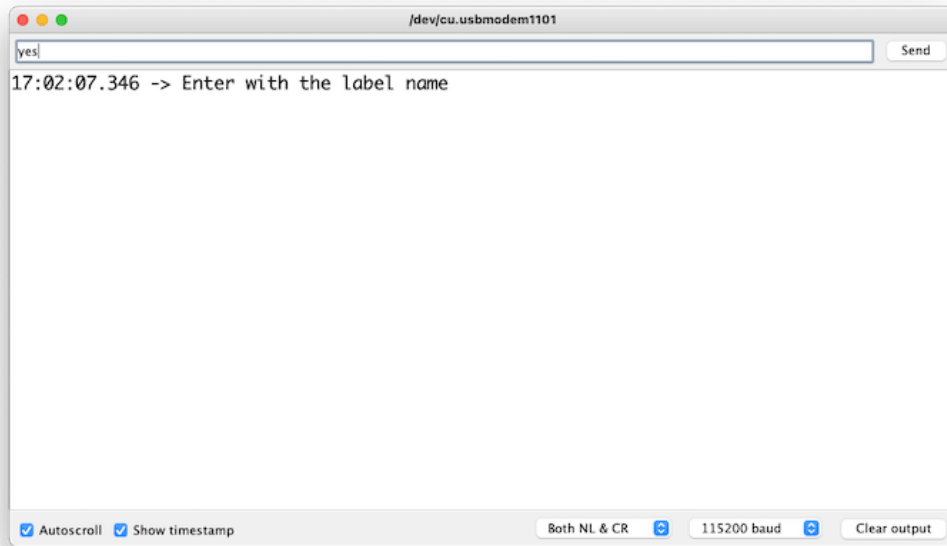 /dev/cu.usbmodem1101
yes
Send
17:02:07.346 -> Enter with the label name
Autoscroll Show timestamp Both NL & CR 115200 baud Clear output